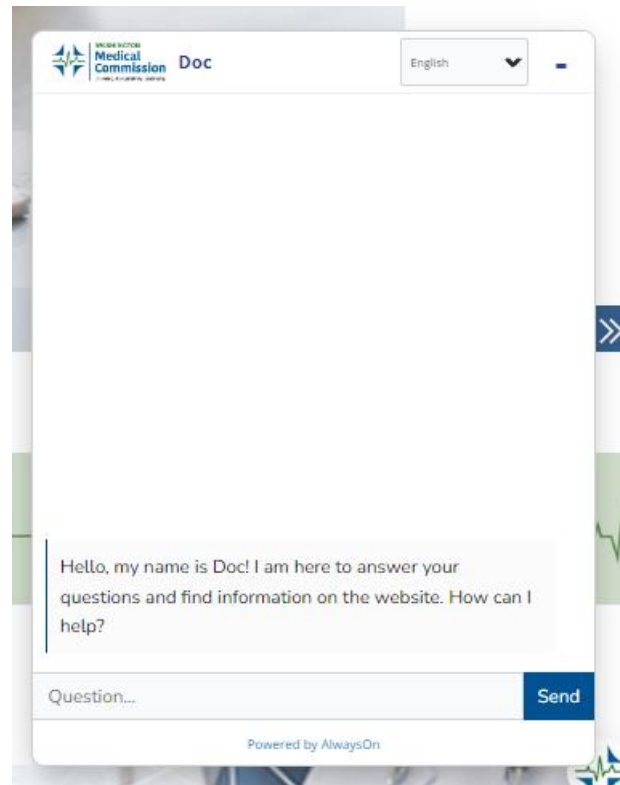 WASHINGTON
Medical
Commission
Doc
English
Hello, my name is Doc! I am here to answer your
questions and find information on the website. How can I
help?
Question...
Send
Powered by AlwaysOn